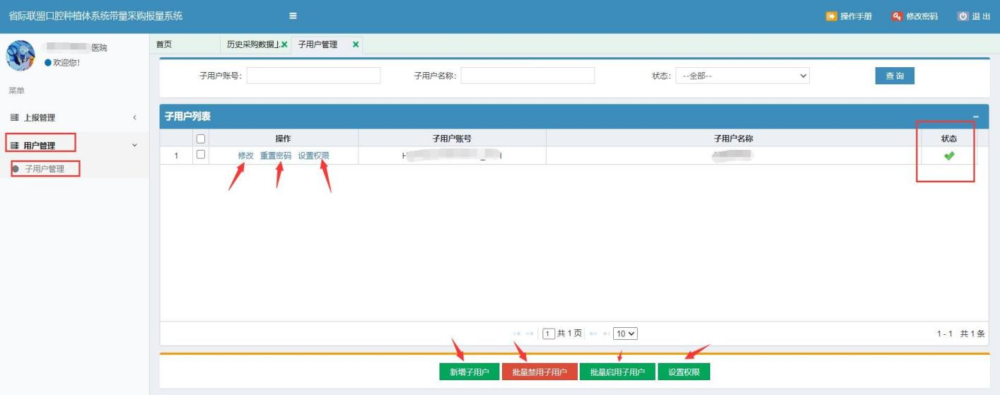 省际联盟口腔种植体系统带量采购报量系统 操作手册 修改密码 退 出
医院
欢迎您!
菜单
上报管理
用户管理
子用户管理
首页 历史采购数据上 子用户管理
子用户账号: 子用户名称: 状态: --全部-- 查 询
子用户列表
操作 子用户账号 子用户名称 状态
1 修改 重置密码 设置权限
1 共 1 页 10 1 - 1 共 1 条
新增子用户 批量禁用子用户 批量启用子用户 设置权限